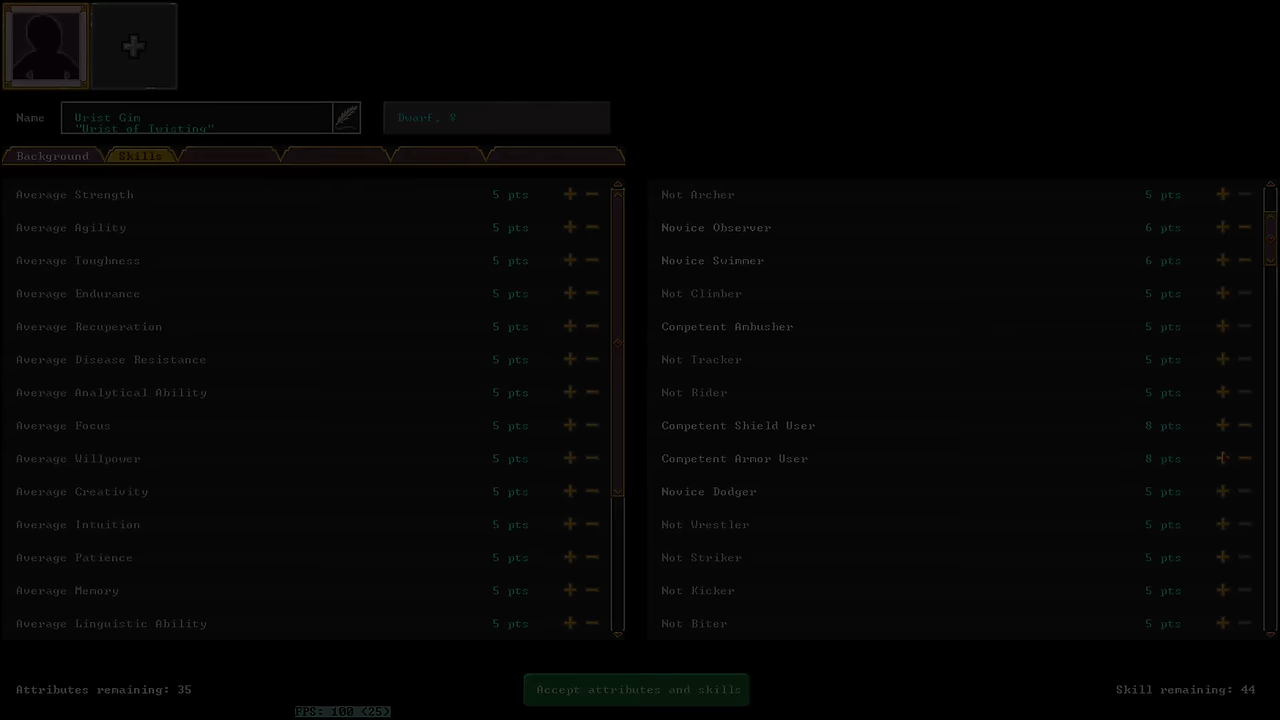 Name
Urist Gim
"Urist of Twisting"
Dwarf, ♀
Background Skills
Average Strength 5 pts
Average Agility 5 pts
Average Toughness 5 pts
Average Endurance 5 pts
Average Recuperation 5 pts
Average Disease Resistance 5 pts
Average Analytical Ability 5 pts
Average Focus 5 pts
Average Willpower 5 pts
Average Creativity 5 pts
Average Intuition 5 pts
Average Patience 5 pts
Average Memory 5 pts
Average Linguistic Ability 5 pts
Not Archer 5 pts
Novice Observer 6 pts
Novice Swimmer 6 pts
Not Climber 5 pts
Competent Ambusher 5 pts
Not Tracker 5 pts
Not Rider 5 pts
Competent Shield User 8 pts
Competent Armor User 8 pts
Novice Dodger 5 pts
Not Wrestler 5 pts
Not Striker 5 pts
Not Kicker 5 pts
Not Biter 5 pts
Attributes remaining: 35
Accept attributes and skills
Skill remaining: 44
FPS: 100 (25)